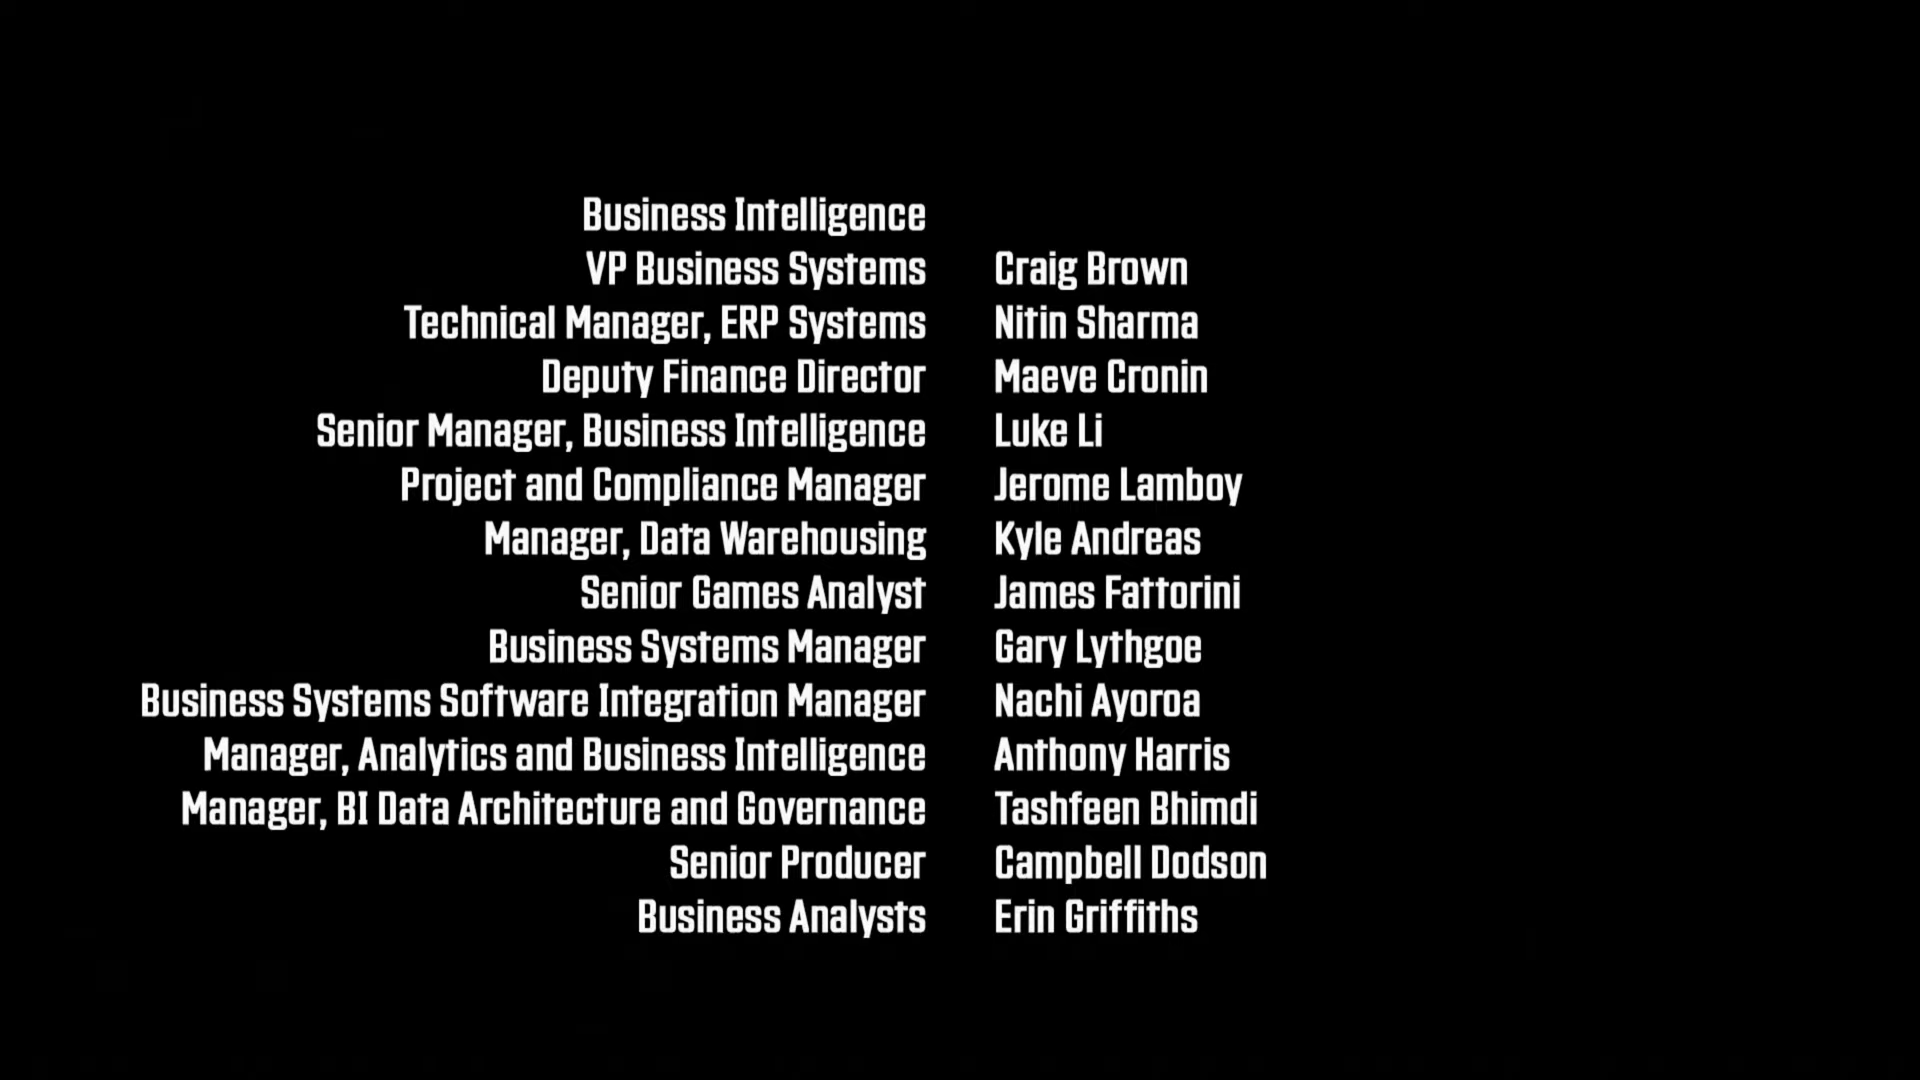 Business Intelligence
VP Business Systems Craig Brown
Technical Manager, ERP Systems Nitin Sharma
Deputy Finance Director Maeve Cronin
Senior Manager, Business Intelligence Luke Li
Project and Compliance Manager Jerome Lamboy
Manager, Data Warehousing Kyle Andreas
Senior Games Analyst James Fattorini
Business Systems Manager Gary Lythgoe
Business Systems Software Integration Manager Nachi Ayoroa
Manager, Analytics and Business Intelligence Anthony Harris
Manager, BI Data Architecture and Governance Tashfeen Bhimdi
Senior Producer Campbell Dodson
Business Analysts Erin Griffiths